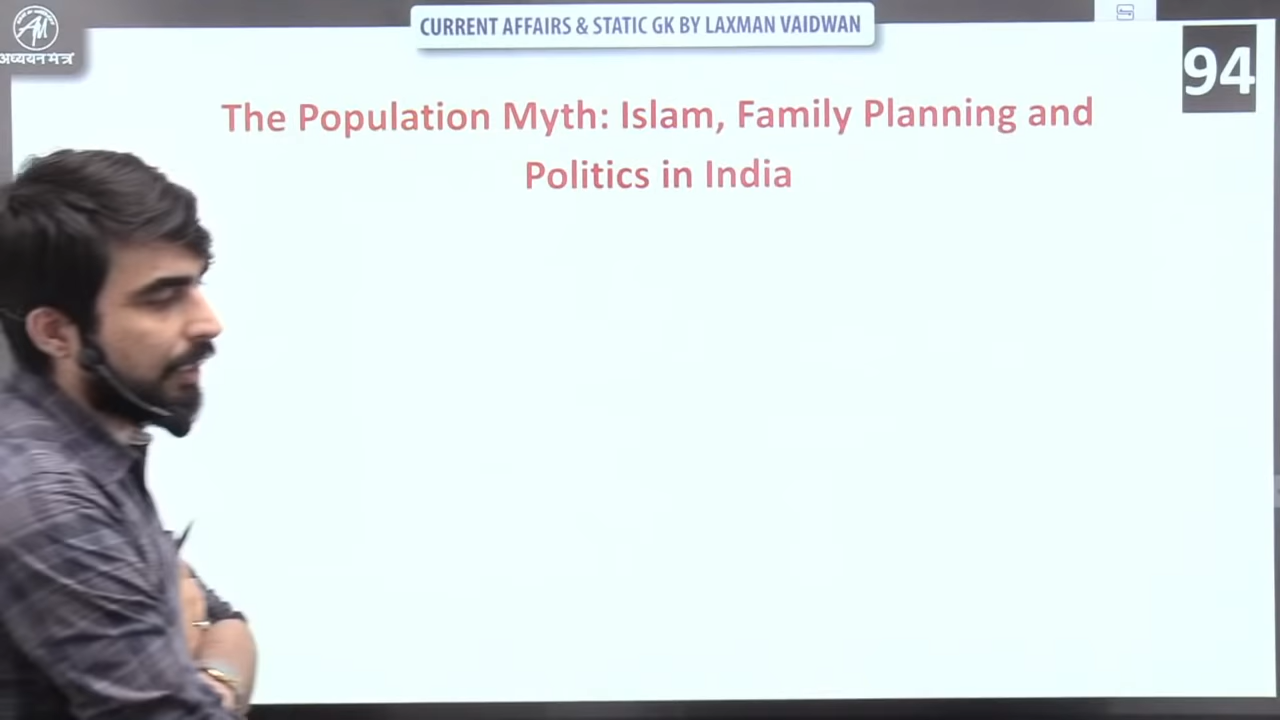 CURRENT AFFAIRS & STATIC GK BY LAXMAN VAIDWAN
अध्ययन मंत्र
94
The Population Myth: Islam, Family Planning and
Politics in India